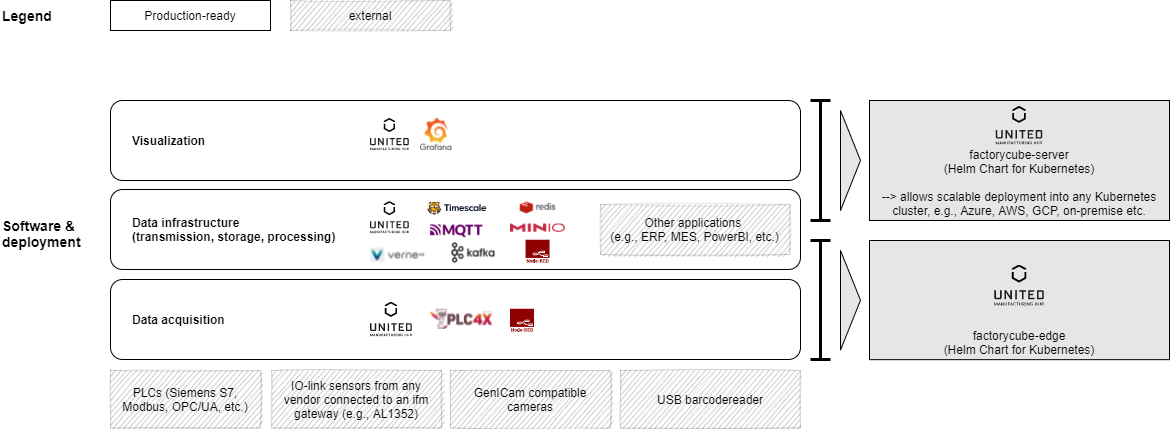 Legend
Production-ready
external
Visualization
UNITED
MANUFACTURING HUB
Grafana
UNITED
MANUFACTURING HUB
factorycube-server
(Helm Chart for Kubernetes)
--> allows scalable deployment into any Kubernetes
cluster, e.g., Azure, AWS, GCP, on-premise etc.
Software &
deployment
Data infrastructure
(transmission, storage, processing)
UNITED
MANUFACTURING HUB
Timescale
redis
MQTT
MINIO
verne
kafka
Node-RED
Other applications
(e.g., ERP, MES, PowerBI, etc.)
UNITED
MANUFACTURING HUB
factorycube-edge
(Helm Chart for Kubernetes)
Data acquisition
UNITED
MANUFACTURING HUB
PLC4X
Node-RED
PLCs (Siemens S7,
Modbus, OPC/UA, etc.)
IO-link sensors from any
vendor connected to an ifm
gateway (e.g., AL1352)
GenICam compatible
cameras
USB barcodereader